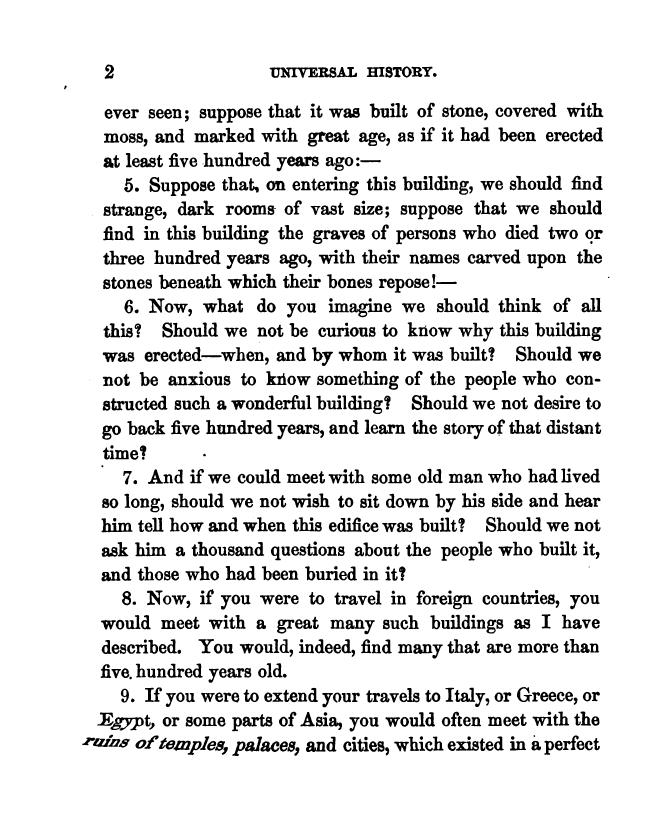 2 UNIVERSAL HISTORY.
ever seen; suppose that it was built of stone, covered with
moss, and marked with great age, as if it had been erected
at least five hundred years ago:—
5. Suppose that, on entering this building, we should find
strange, dark rooms of vast size; suppose that we should
find in this building the graves of persons who died two or
three hundred years ago, with their names carved upon the
stones beneath which their bones repose!—
6. Now, what do you imagine we should think of all
this? Should we not be curious to know why this building
was erected—when, and by whom it was built? Should we
not be anxious to know something of the people who con-
structed such a wonderful building? Should we not desire to
go back five hundred years, and learn the story of that distant
time?
7. And if we could meet with some old man who had lived
so long, should we not wish to sit down by his side and hear
him tell how and when this edifice was built? Should we not
ask him a thousand questions about the people who built it,
and those who had been buried in it?
8. Now, if you were to travel in foreign countries, you
would meet with a great many such buildings as I have
described. You would, indeed, find many that are more than
five hundred years old.
9. If you were to extend your travels to Italy, or Greece, or
Egypt, or some parts of Asia, you would often meet with the
ruins of temples, palaces, and cities, which existed in a perfect